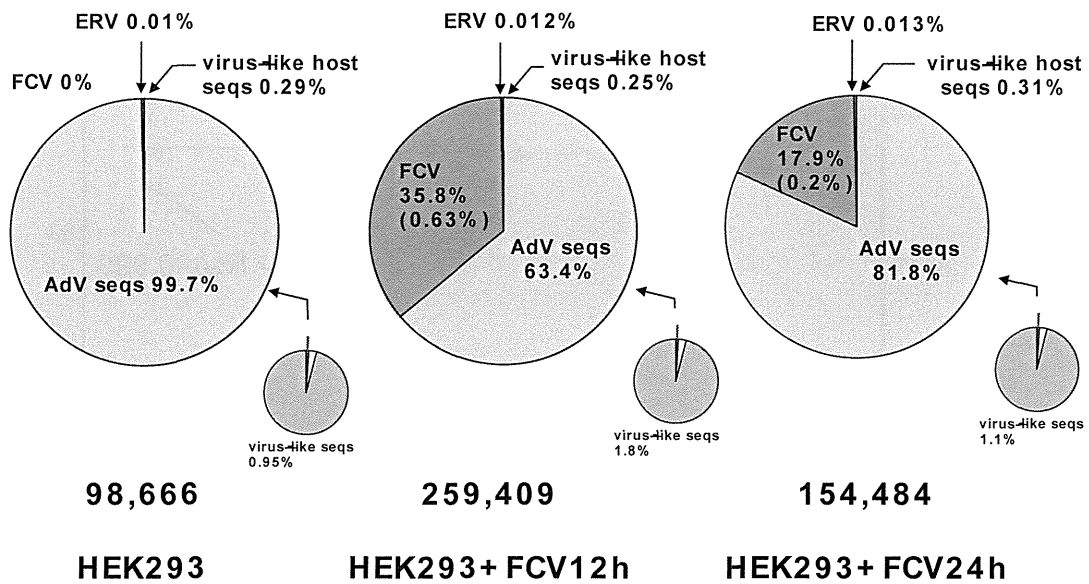 ERV 0.01%
virus-like host
seqs 0.29%
FCV 0%
AdV seqs 99.7%
virus-like seqs
0.95%
98,666
HEK293
ERV 0.012%
virus-like host
seqs 0.25%
FCV
35.8%
(0.63%)
AdV seqs
63.4%
virus-like seqs
1.8%
259,409
HEK293+ FCV12h
ERV 0.013%
virus-like host
seqs 0.31%
FCV
17.9%
(0.2%)
AdV seqs
81.8%
virus-like seqs
1.1%
154,484
HEK293+ FCV24h